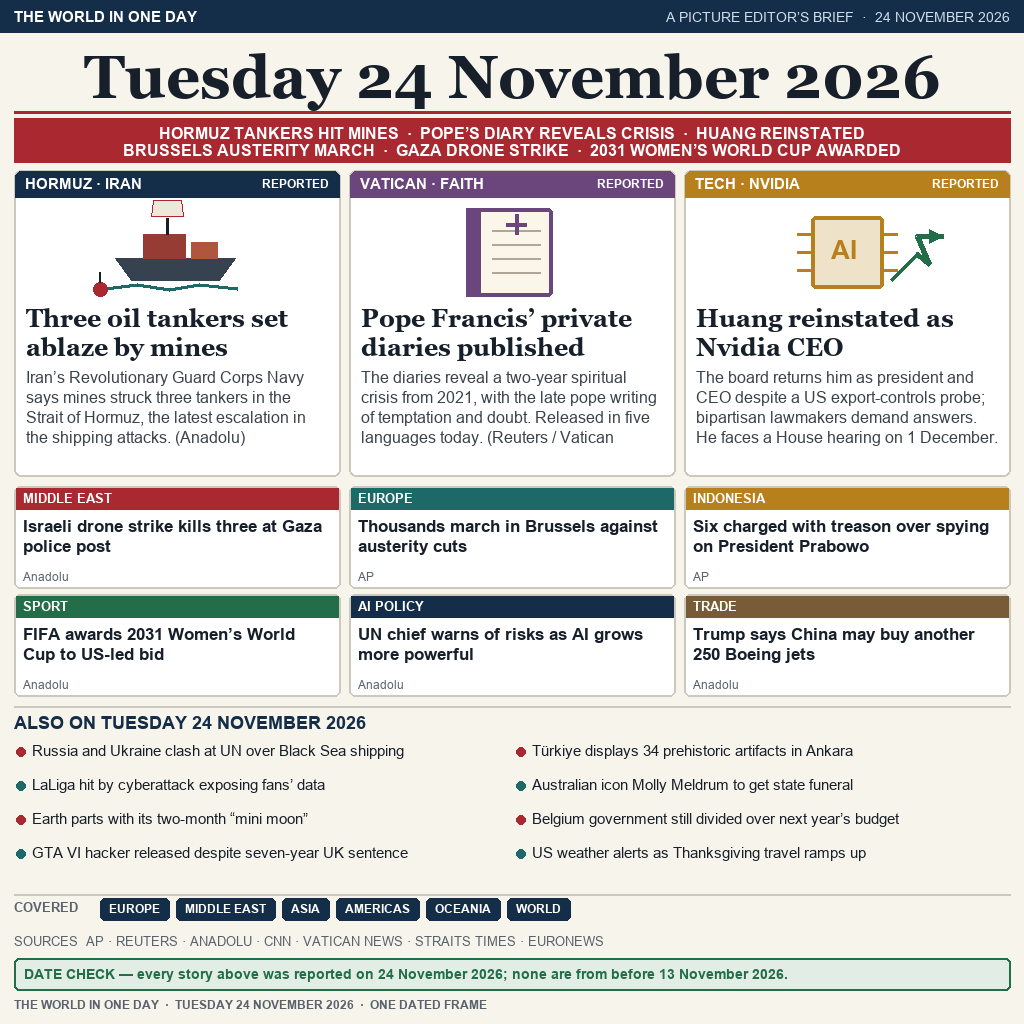 THE WORLD IN ONE DAY
A PICTURE EDITOR'S BRIEF · 24 NOVEMBER 2026
Tuesday 24 November 2026
HORMUZ TANKERS HIT MINES · POPE'S DIARY REVEALS CRISIS · HUANG REINSTATED
BRUSSELS AUSTERITY MARCH · GAZA DRONE STRIKE · 2031 WOMEN'S WORLD CUP AWARDED
HORMUZ · IRAN REPORTED
Three oil tankers set
ablaze by mines
Iran's Revolutionary Guard Corps Navy
says mines struck three tankers in the
Strait of Hormuz, the latest escalation in
the shipping attacks. (Anadolu)
VATICAN · FAITH REPORTED
Pope Francis' private
diaries published
The diaries reveal a two-year spiritual
crisis from 2021, with the late pope writing
of temptation and doubt. Released in five
languages today. (Reuters / Vatican
TECH · NVIDIA REPORTED
AI
Huang reinstated as
Nvidia CEO
The board returns him as president and
CEO despite a US export-controls probe;
bipartisan lawmakers demand answers.
He faces a House hearing on 1 December.
MIDDLE EAST
Israeli drone strike kills three at Gaza
police post
Anadolu
EUROPE
Thousands march in Brussels against
austerity cuts
AP
INDONESIA
Six charged with treason over spying
on President Prabowo
AP
SPORT
FIFA awards 2031 Women's World
Cup to US-led bid
Anadolu
AI POLICY
UN chief warns of risks as AI grows
more powerful
Anadolu
TRADE
Trump says China may buy another
250 Boeing jets
Anadolu
ALSO ON TUESDAY 24 NOVEMBER 2026
Russia and Ukraine clash at UN over Black Sea shipping
LaLiga hit by cyberattack exposing fans' data
Earth parts with its two-month “mini moon”
GTA VI hacker released despite seven-year UK sentence
Türkiye displays 34 prehistoric artifacts in Ankara
Australian icon Molly Meldrum to get state funeral
Belgium government still divided over next year's budget
US weather alerts as Thanksgiving travel ramps up
COVERED EUROPE MIDDLE EAST ASIA AMERICAS OCEANIA WORLD
SOURCES AP · REUTERS · ANADOLU · CNN · VATICAN NEWS · STRAITS TIMES · EURONEWS
DATE CHECK — every story above was reported on 24 November 2026; none are from before 13 November 2026.
THE WORLD IN ONE DAY · TUESDAY 24 NOVEMBER 2026 · ONE DATED FRAME